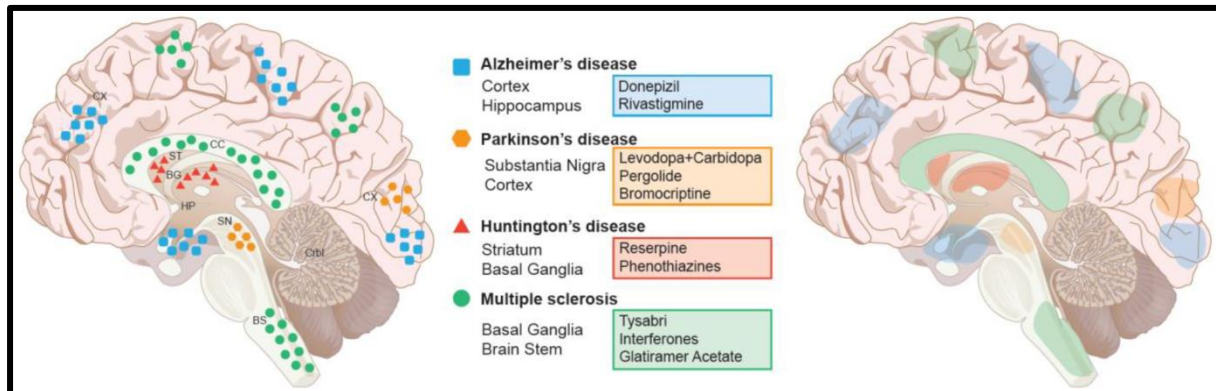 CX
ST
CC
BG
HP
SN
CX
Crbl
BS
Alzheimer's disease
Cortex
Hippocampus
Donepizil
Rivastigmine
Parkinson's disease
Substantia Nigra
Cortex
Levodopa+Carbidopa
Pergolide
Bromocriptine
Huntington's disease
Striatum
Basal Ganglia
Reserpine
Phenothiazines
Multiple sclerosis
Basal Ganglia
Brain Stem
Tysabri
Interferones
Glatiramer Acetate